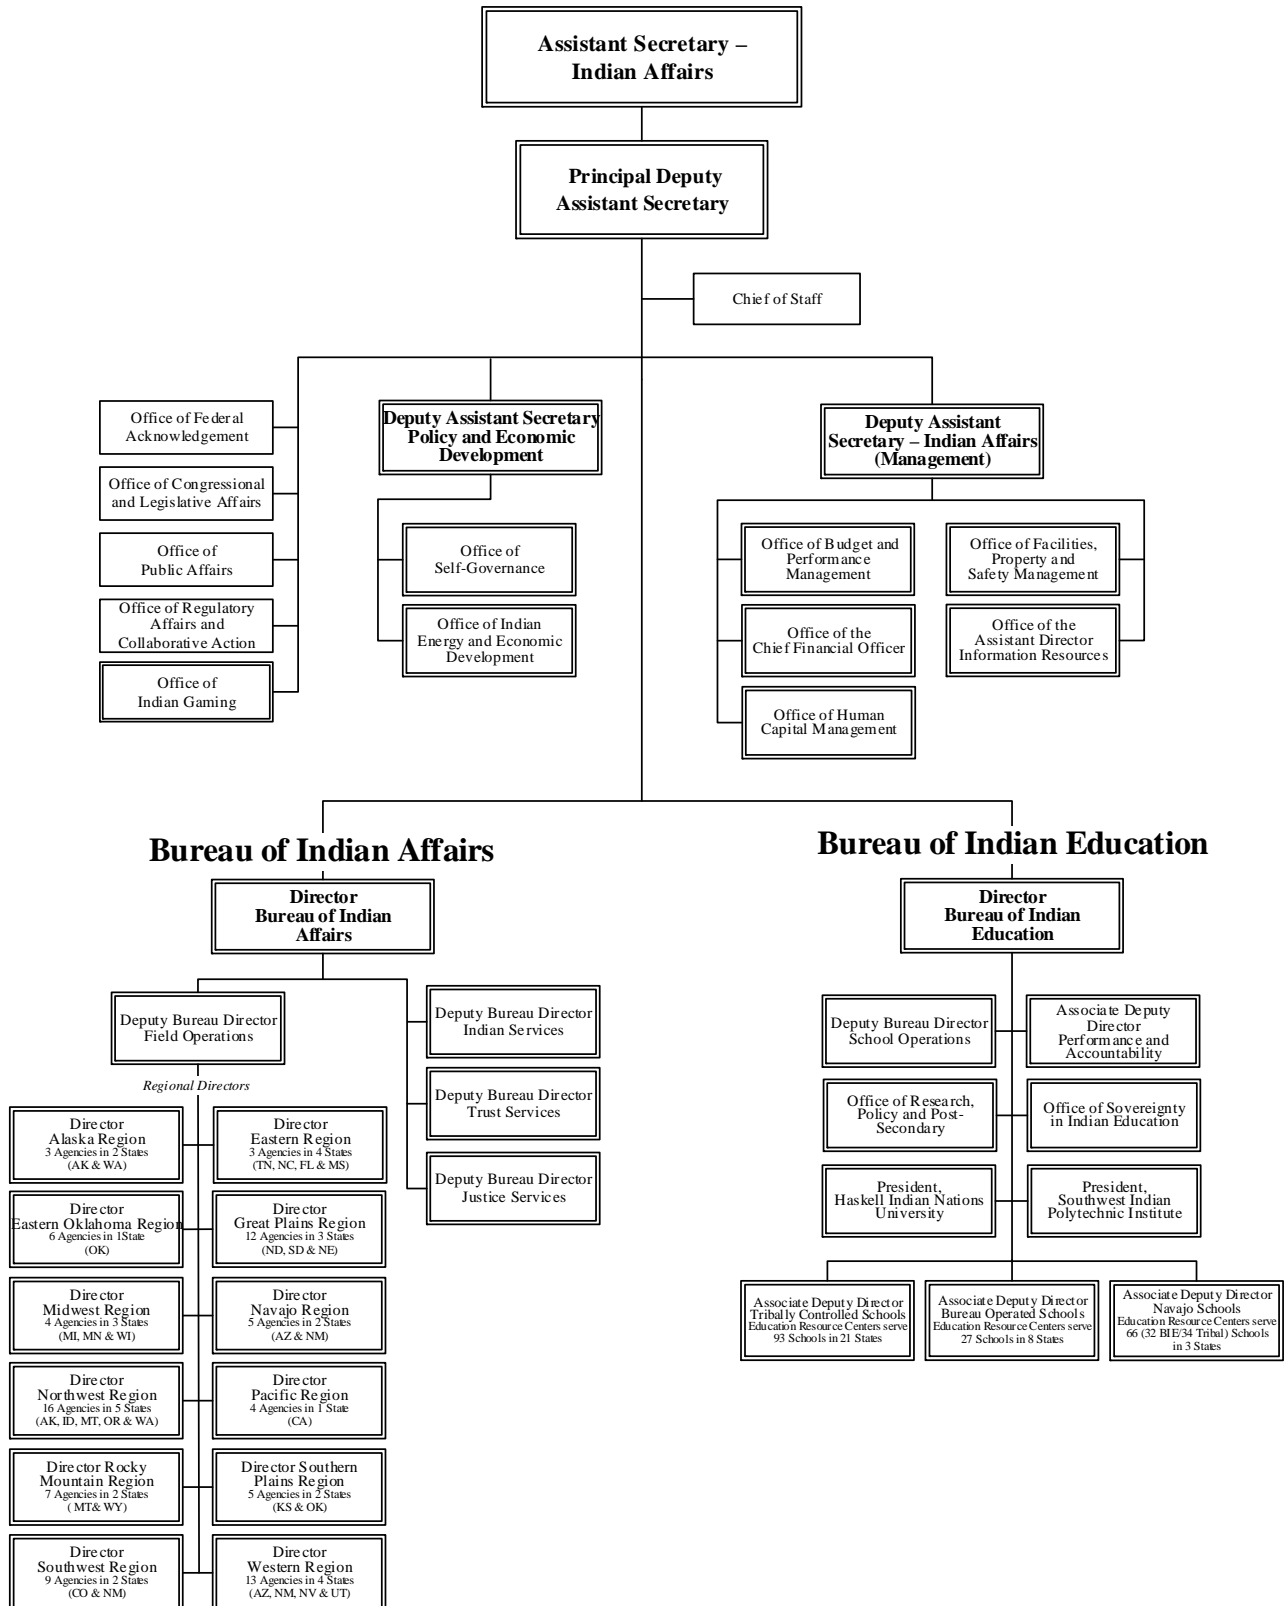 Assistant Secretary –
Indian Affairs
Principal Deputy
Assistant Secretary
Chief of Staff
Office of Federal
Acknowledgement
Office of Congressional
and Legislative Affairs
Office of
Public Affairs
Office of Regulatory
Affairs and
Collaborative Action
Office of
Indian Gaming
Deputy Assistant Secretary
Policy and Economic
Development
Office of
Self-Governance
Office of Indian
Energy and Economic
Development
Deputy Assistant
Secretary – Indian Affairs
(Management)
Office of Budget and
Performance
Management
Office of Facilities,
Property and
Safety Management
Office of the
Chief Financial Officer
Office of the
Assistant Director
Information Resources
Office of Human
Capital Management
Bureau of Indian Affairs
Director
Bureau of Indian
Affairs
Deputy Bureau Director
Field Operations
Regional Directors
Director
Alaska Region
3 Agencies in 2 States
(AK & WA)
Director
Eastern Region
3 Agencies in 4 States
(TN, NC, FL & MS)
Director
Eastern Oklahoma Region
6 Agencies in 1State
(OK)
Director
Great Plains Region
12 Agencies in 3 States
(ND, SD & NE)
Director
Midwest Region
4 Agencies in 3 States
(MI, MN & WI)
Director
Navajo Region
5 Agencies in 2 States
(AZ & NM)
Director
Northwest Region
16 Agencies in 5 States
(AK, ID, MT, OR & WA)
Director
Pacific Region
4 Agencies in 1 State
(CA)
Director Rocky
Mountain Region
7 Agencies in 2 States
( MT& WY)
Director Southern
Plains Region
5 Agencies in 2 States
(KS & OK)
Director
Southwest Region
9 Agencies in 2 States
(CO & NM)
Director
Western Region
13 Agencies in 4 States
(AZ, NM, NV & UT)
Deputy Bureau Director
Indian Services
Deputy Bureau Director
Trust Services
Deputy Bureau Director
Justice Services
Bureau of Indian Education
Director
Bureau of Indian
Education
Deputy Bureau Director
School Operations
Associate Deputy
Director
Performance and
Accountability
Office of Research,
Policy and Post-
Secondary
Office of Sovereignty
in Indian Education
President,
Haskell Indian Nations
University
President,
Southwest Indian
Polytechnic Institute
Associate Deputy Director
Tribally Controlled Schools
Education Resource Centers serve
93 Schools in 21 States
Associate Deputy Director
Bureau Operated Schools
Education Resource Centers serve
27 Schools in 8 States
Associate Deputy Director
Navajo Schools
Education Resource Centers serve
66 (32 BIE/34 Tribal) Schools
in 3 States